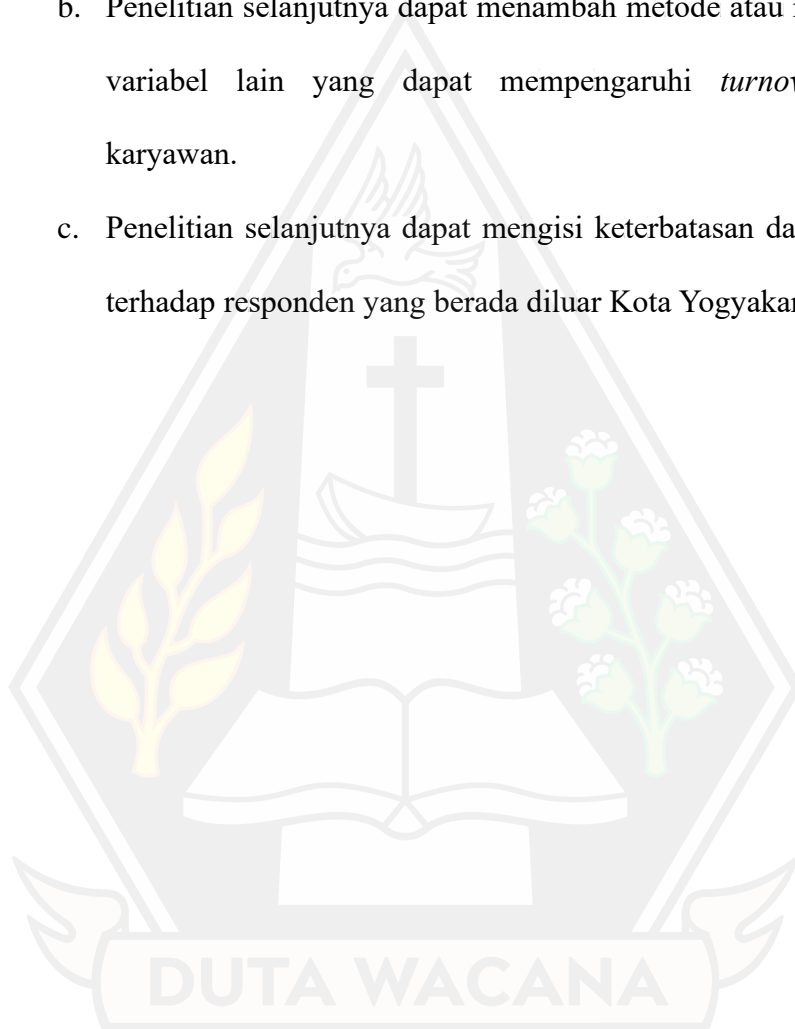 b. Penelitian selanjutnya dapat menambah metode atau
variabel lain yang dapat mempengaruhi
karyawan.
c. Penelitian selanjutnya dapat mengisi keterbatasan
terhadap responden yang berada diluar Kota
DUTA WACANA